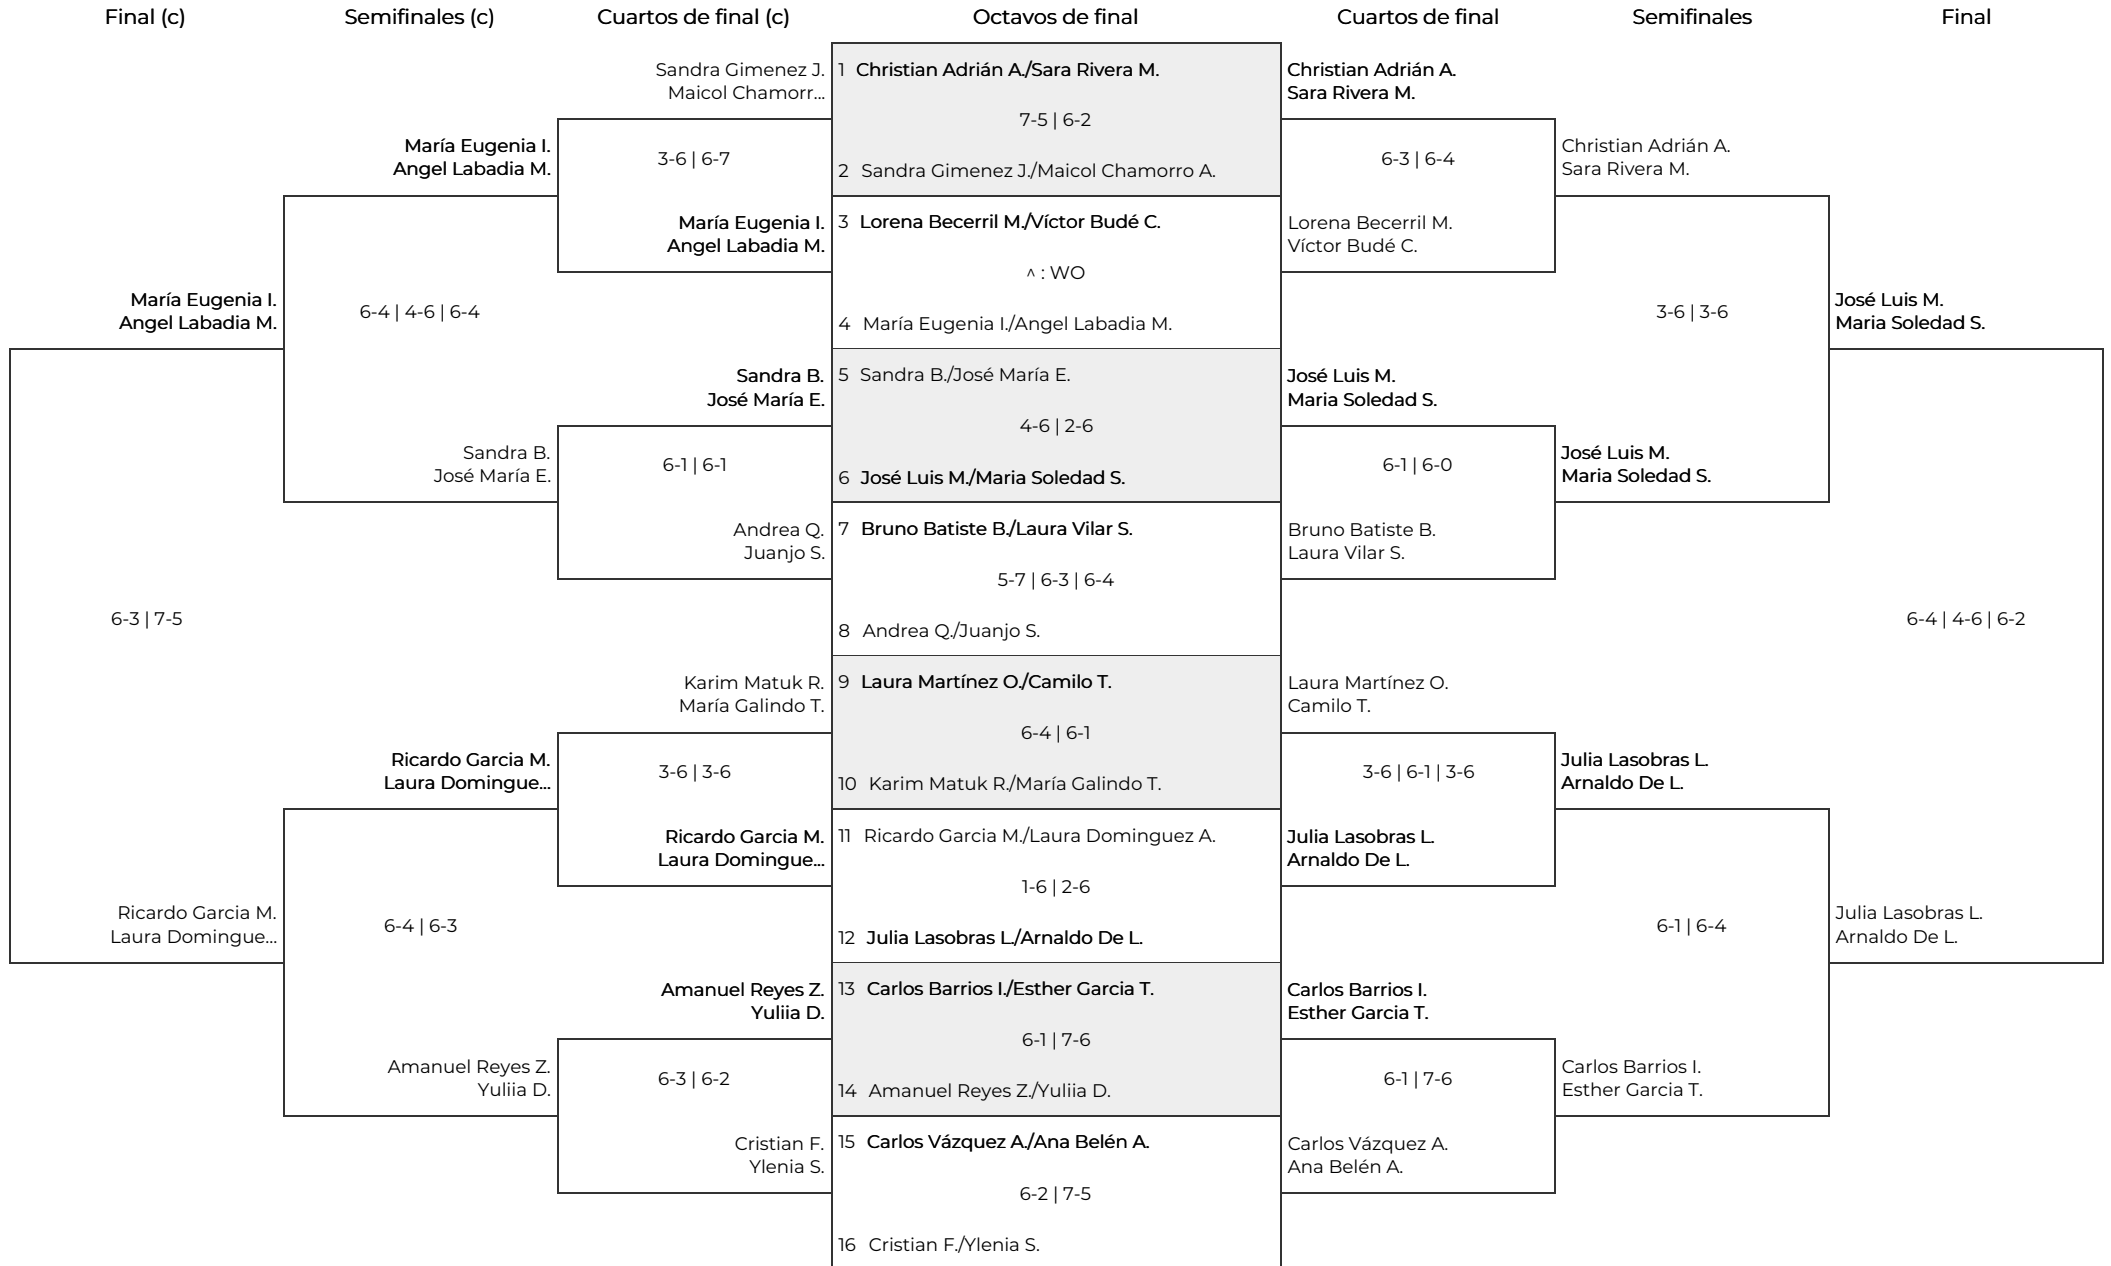 Final (c)
Semifinales (c)
Cuartos de final (c)
Octavos de final
Cuartos de final
Semifinales
Final
María Eugenia I.
Angel Labadia M.
6-3 | 7-5
Ricardo Garcia M.
Laura Domingue...
María Eugenia I.
Angel Labadia M.
6-4 | 4-6 | 6-4
Sandra B.
José María E.
Ricardo Garcia M.
Laura Domingue...
6-4 | 6-3
Amanuel Reyes Z.
Yuliia D.
Sandra Gimenez J.
Maicol Chamorr...
3-6 | 6-7
María Eugenia I.
Angel Labadia M.
Sandra B.
José María E.
6-1 | 6-1
Andrea Q.
Juanjo S.
Karim Matuk R.
María Galindo T.
3-6 | 3-6
Ricardo Garcia M.
Laura Domingue...
Amanuel Reyes Z.
Yuliia D.
6-3 | 6-2
Cristian F.
Ylenia S.
1 Christian Adrián A./Sara Rivera M.
7-5 | 6-2
2 Sandra Gimenez J./Maicol Chamorro A.
3 Lorena Becerril M./Víctor Budé C.
^ : WO
4 María Eugenia I./Angel Labadia M.
5 Sandra B./José María E.
4-6 | 2-6
6 José Luis M./Maria Soledad S.
7 Bruno Batiste B./Laura Vilar S.
5-7 | 6-3 | 6-4
8 Andrea Q./Juanjo S.
9 Laura Martínez O./Camilo T.
6-4 | 6-1
10 Karim Matuk R./María Galindo T.
11 Ricardo Garcia M./Laura Dominguez A.
1-6 | 2-6
12 Julia Lasobras L./Arnaldo De L.
13 Carlos Barrios I./Esther Garcia T.
6-1 | 7-6
14 Amanuel Reyes Z./Yuliia D.
15 Carlos Vázquez A./Ana Belén A.
6-2 | 7-5
16 Cristian F./Ylenia S.
Christian Adrián A.
Sara Rivera M.
6-3 | 6-4
Lorena Becerril M.
Víctor Budé C.
José Luis M.
Maria Soledad S.
6-1 | 6-0
Bruno Batiste B.
Laura Vilar S.
Laura Martínez O.
Camilo T.
3-6 | 6-1 | 3-6
Julia Lasobras L.
Arnaldo De L.
Carlos Barrios I.
Esther Garcia T.
6-1 | 7-6
Carlos Vázquez A.
Ana Belén A.
Christian Adrián A.
Sara Rivera M.
3-6 | 3-6
José Luis M.
Maria Soledad S.
Julia Lasobras L.
Arnaldo De L.
6-1 | 6-4
Carlos Barrios I.
Esther Garcia T.
José Luis M.
Maria Soledad S.
6-4 | 4-6 | 6-2
Julia Lasobras L.
Arnaldo De L.